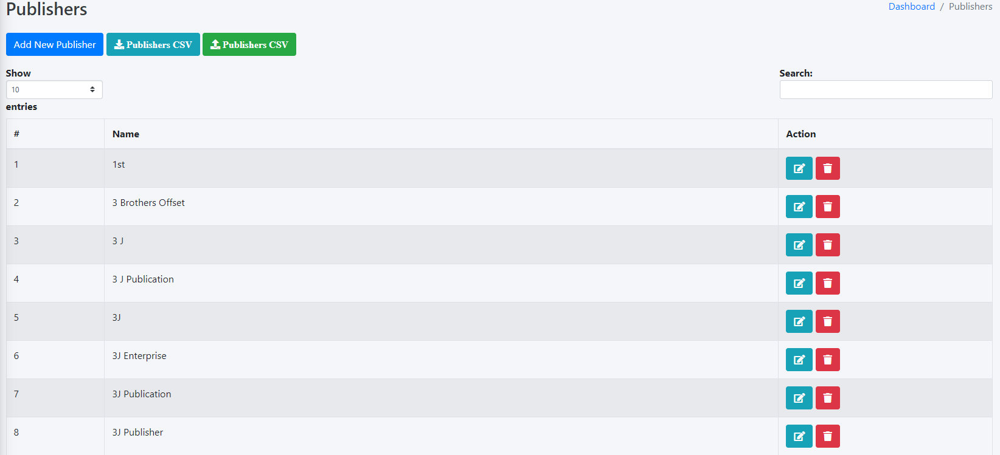 Publishers
Dashboard / Publishers
Add New Publisher Publishers CSV Publishers CSV
Show
10
entries
Search:
# Name Action
1 1st
2 3 Brothers Offset
3 3 J
4 3 J Publication
5 3J
6 3J Enterprise
7 3J Publication
8 3J Publisher